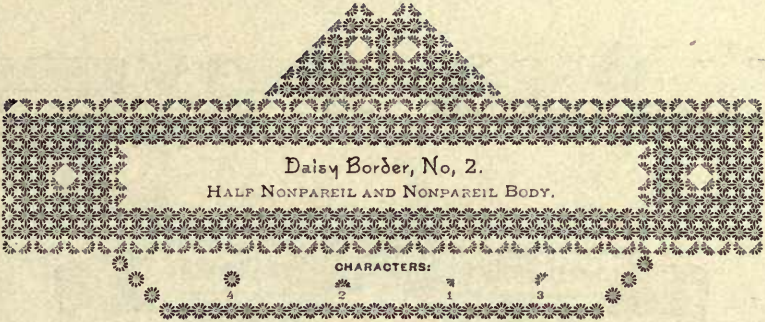 Daisy Border, No, 2.
HALF NONPAREIL AND NONPAREIL BODY.
CHARACTERS:
4 2 1 3